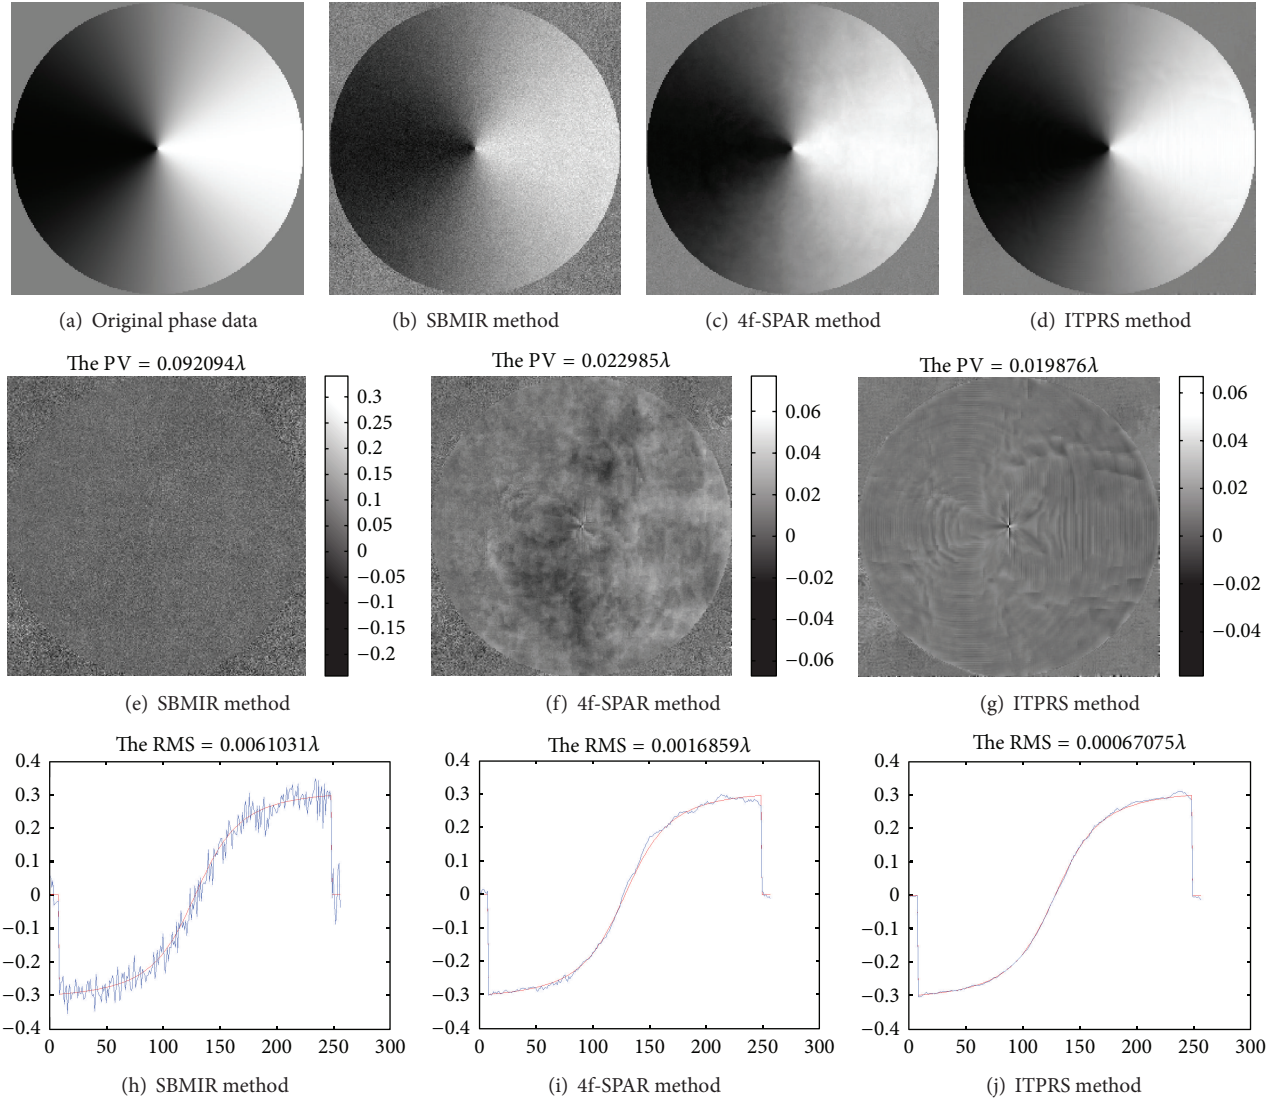 (a) Original phase data
(b) SBMIR method
(c) 4f-SPAR method
(d) ITPRS method
The PV = 0.092094λ
0.3
0.25
0.2
0.15
0.1
0.05
0
−0.05
−0.1
−0.15
−0.2
(e) SBMIR method
The PV = 0.022985λ
0.06
0.04
0.02
0
−0.02
−0.04
−0.06
(f) 4f-SPAR method
The PV = 0.019876λ
0.06
0.04
0.02
0
−0.02
−0.04
(g) ITPRS method
The RMS = 0.0061031λ
0.4
0.3
0.2
0.1
0
−0.1
−0.2
−0.3
−0.4
0 50 100 150 200 250 300
(h) SBMIR method
The RMS = 0.0016859λ
0.4
0.3
0.2
0.1
0
−0.1
−0.2
−0.3
−0.4
0 50 100 150 200 250 300
(i) 4f-SPAR method
The RMS = 0.00067075λ
0.4
0.3
0.2
0.1
0
−0.1
−0.2
−0.3
−0.4
0 50 100 150 200 250 300
(j) ITPRS method